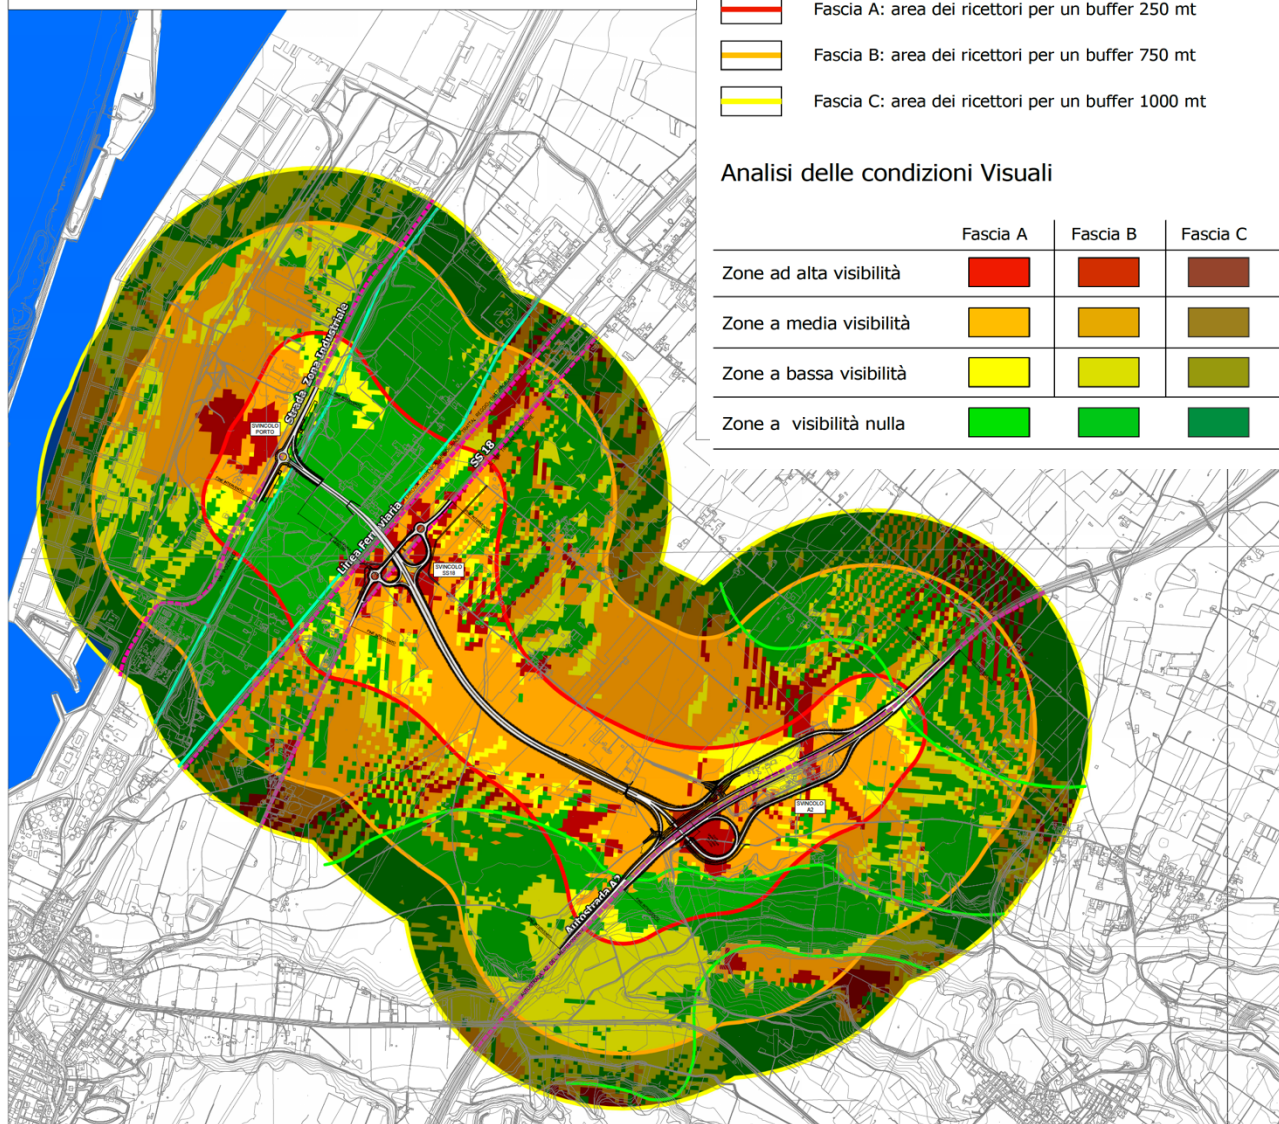 Fascia A: area dei ricettori per un buffer 250 mt
Fascia B: area dei ricettori per un buffer 750 mt
Fascia C: area dei ricettori per un buffer 1000 mt
Analisi delle condizioni Visuali
Fascia A Fascia B Fascia C
Zone ad alta visibilità
Zone a media visibilità
Zone a bassa visibilità
Zone a visibilità nulla
Strada Zona Industriale
SVINCOLO
PORTO
SS 18
Linea Ferroviaria
SVINCOLO
SS18
SVINCOLO
A2
Autostrada A2